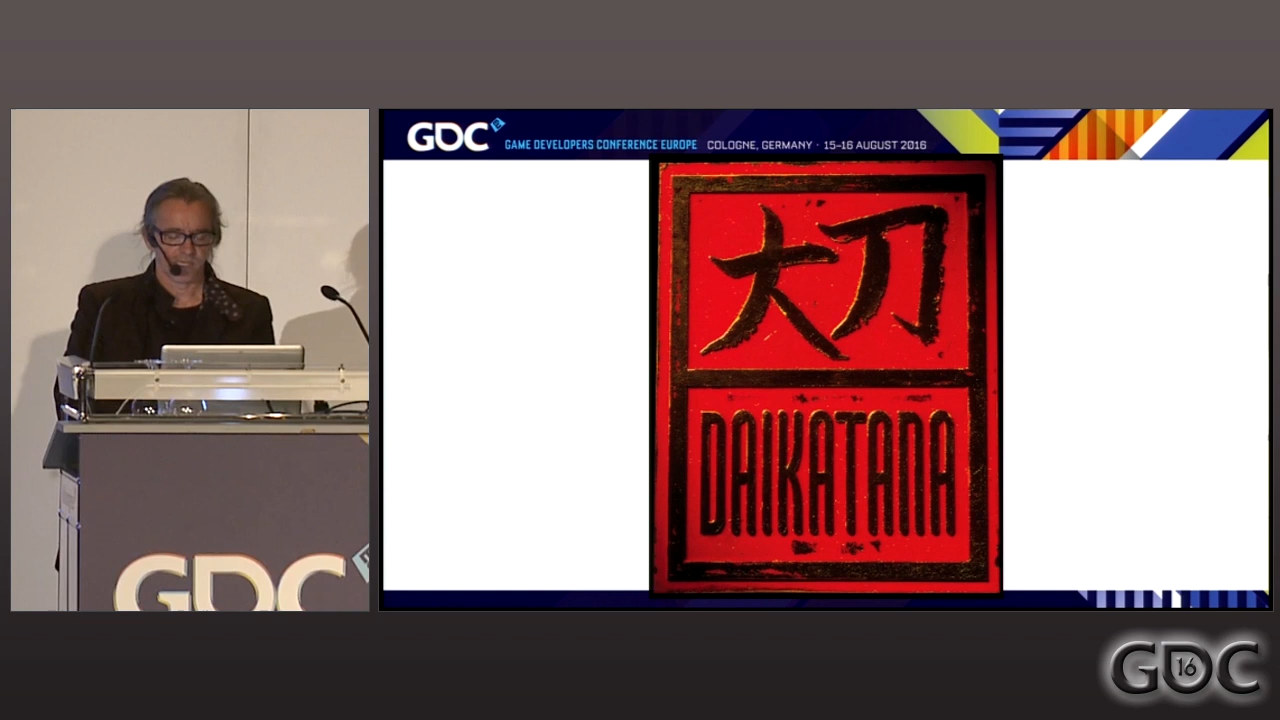 GDC
GAME DEVELOPERS CONFERENCE EUROPE COLOGNE, GERMANY · 15–16 AUGUST 2016
大刀
DAIKATANA
GDC
GDC 16